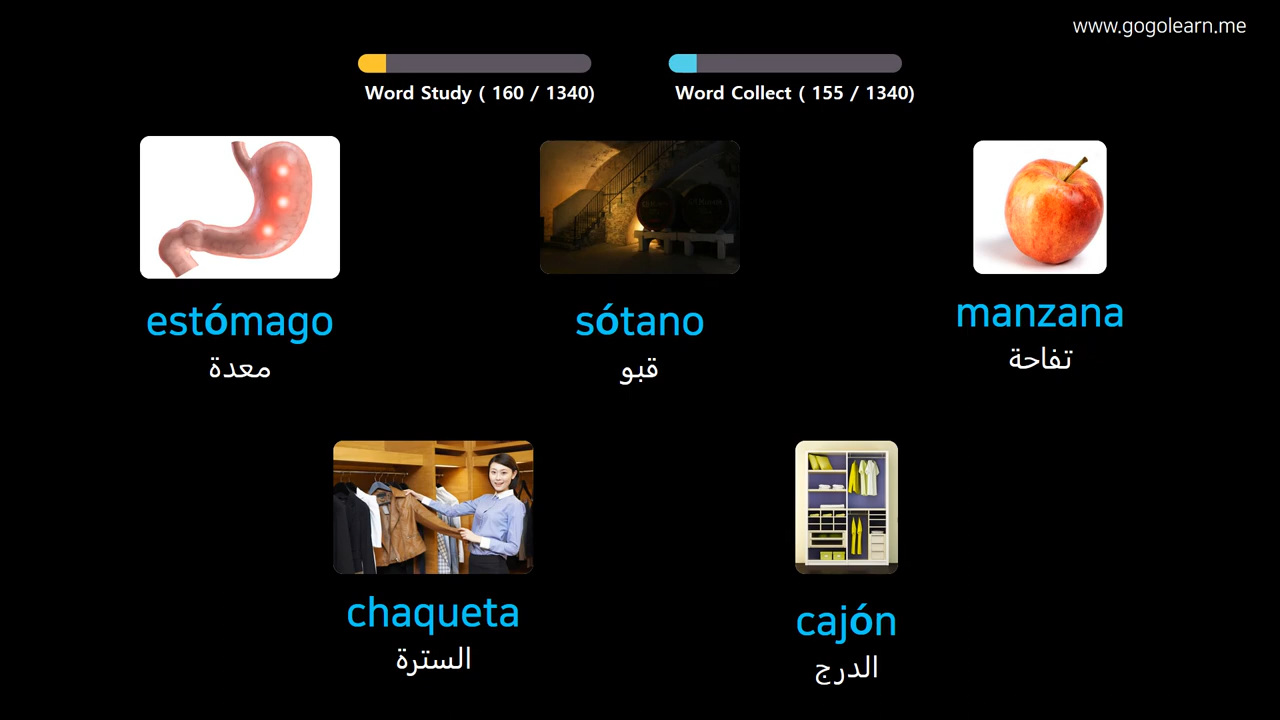 www.gogolearn.me
Word Study ( 160 / 1340)
Word Collect ( 155 / 1340)
estómago
معدة
sótano
قبو
manzana
تفاحة
chaqueta
السترة
cajón
الدرج